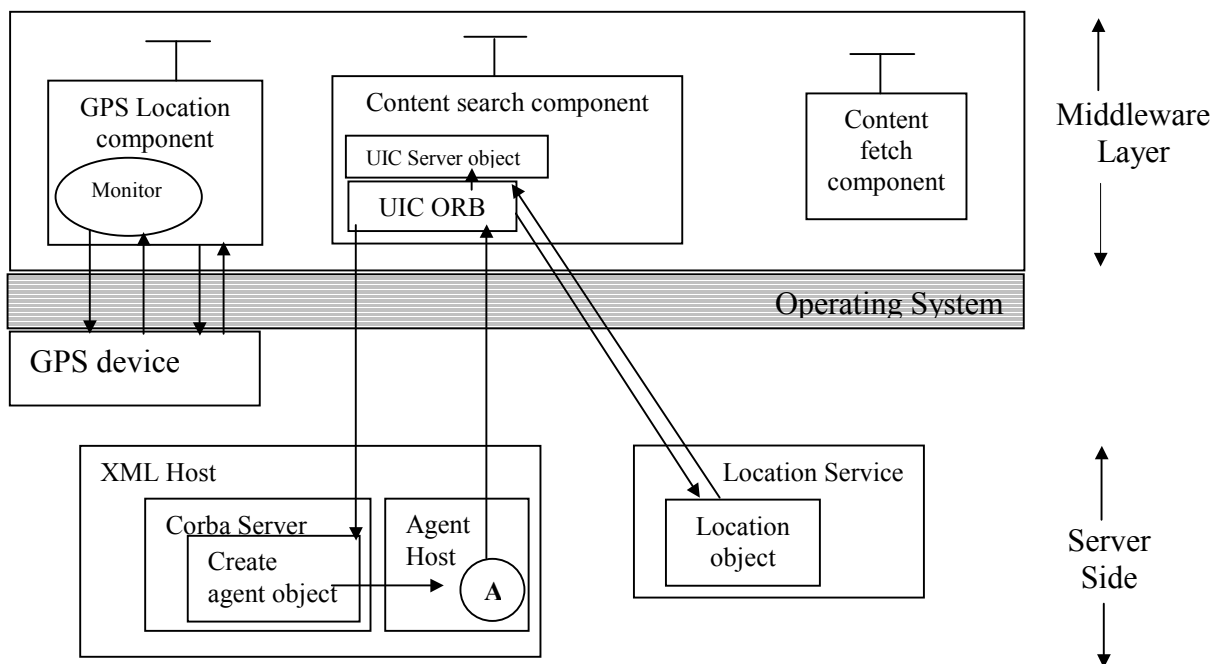 GPS Location
component
Monitor
Content search component
UIC Server object
UIC ORB
Content
fetch
component
Middleware
Layer
Operating System
GPS device
XML Host
Corba Server
Create
agent object
Agent
Host
A
Location Service
Location
object
Server
Side